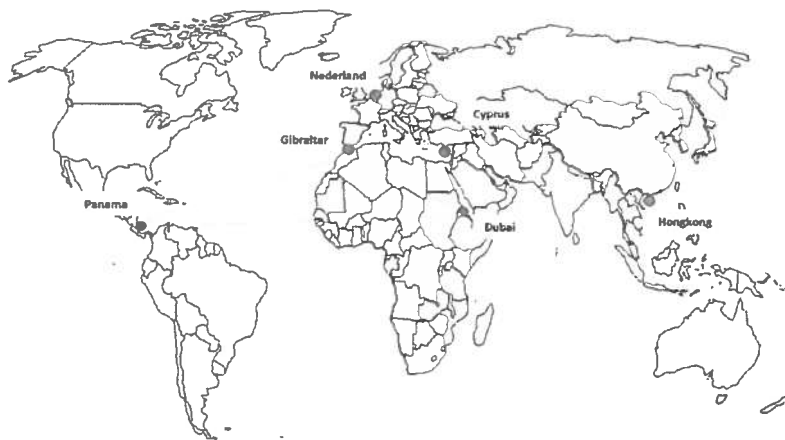 Nederland
Cyprus
Gibraltar
Panama
Dubai
Hongkong